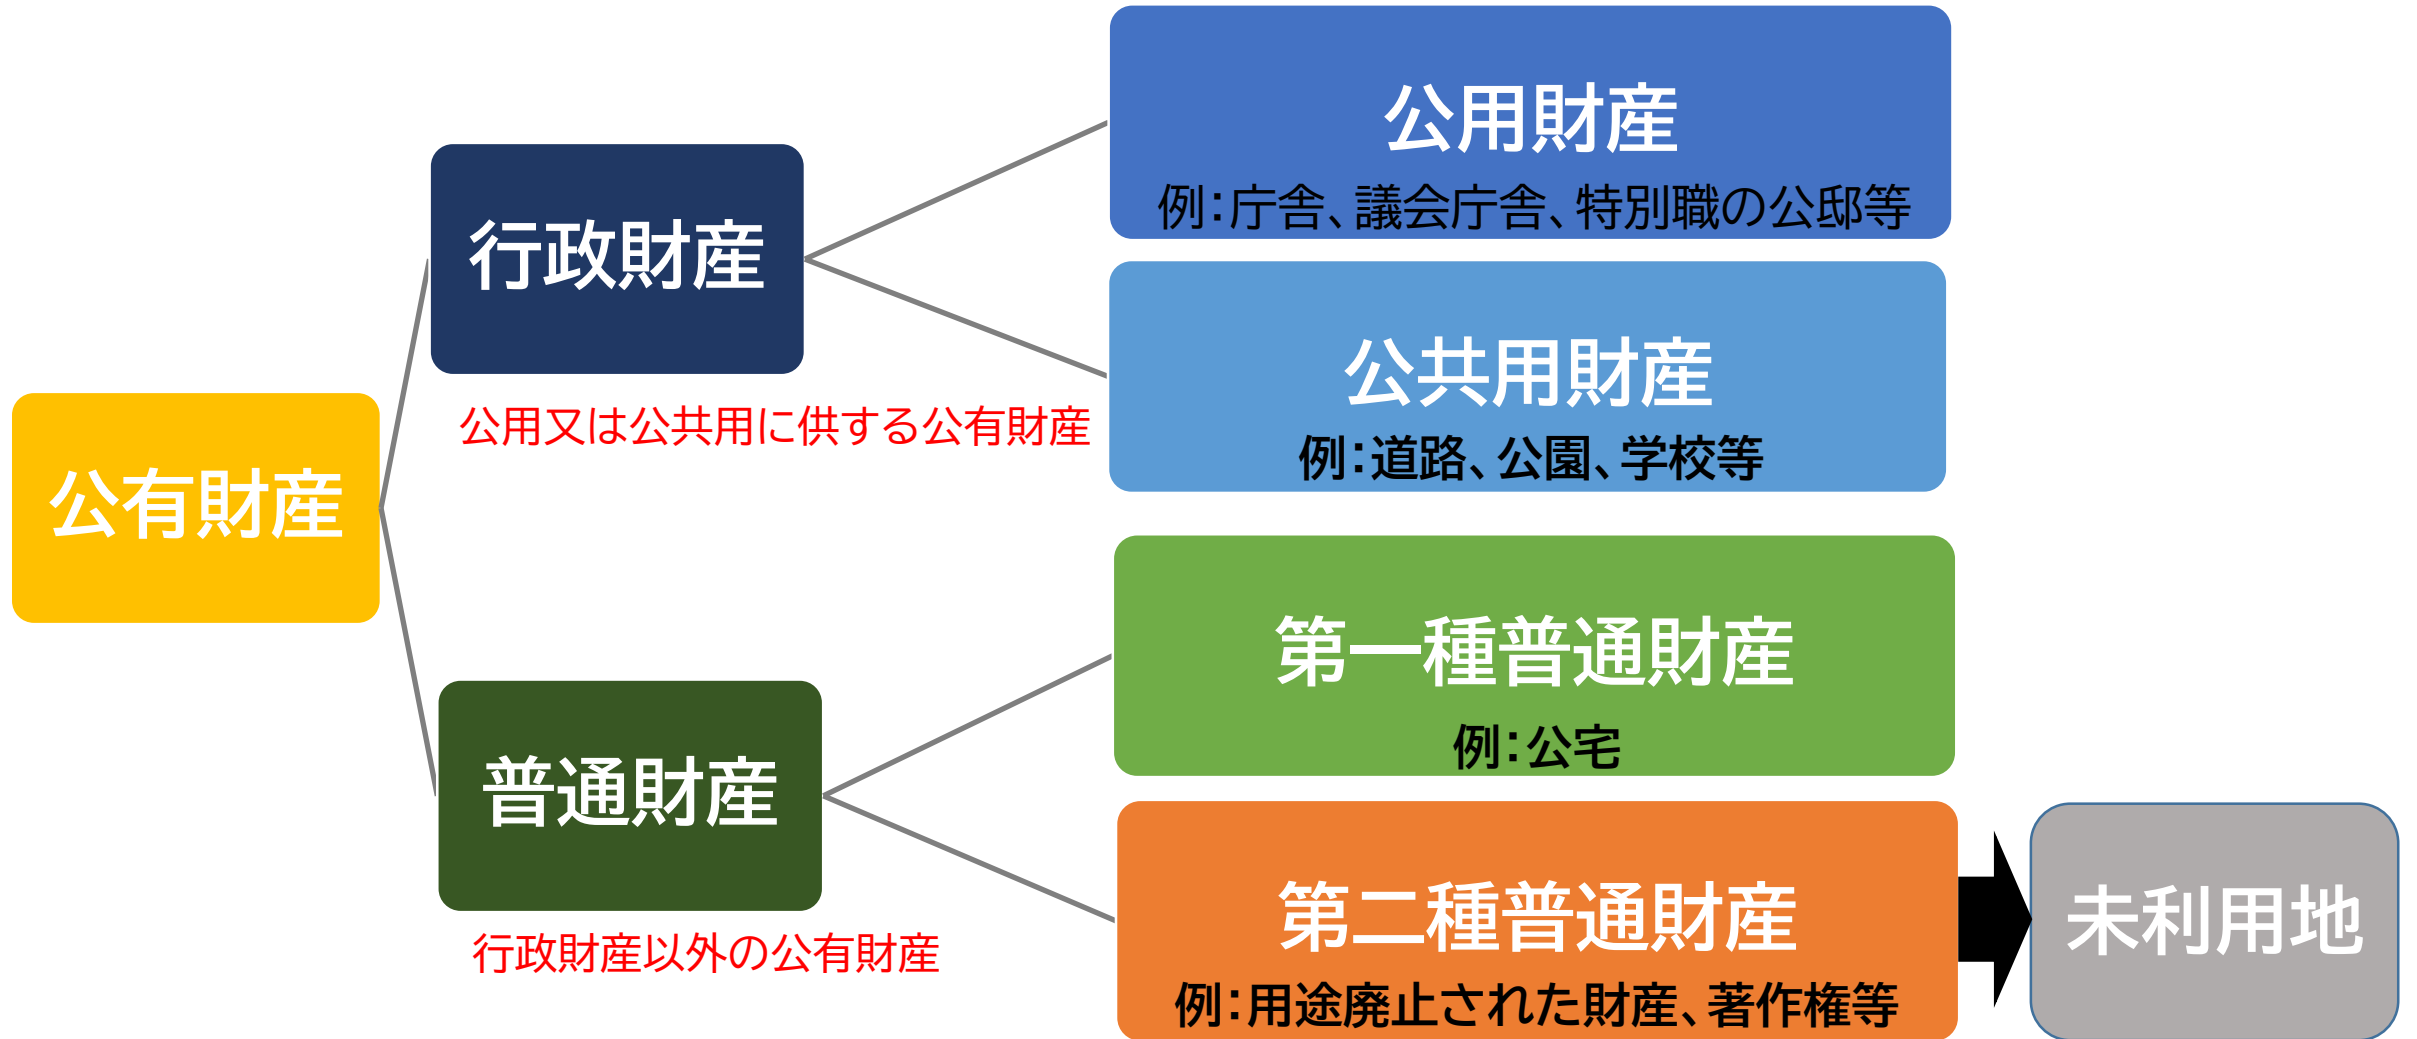 公有財産
行政財産
公用又は公共用に供する公有財産
公用財産
例：庁舎、議会庁舎、特別職の公邸等
公共用財産
例：道路、公園、学校等
普通財産
行政財産以外の公有財産
第一種普通財産
例：公宅
第二種普通財産
例：用途廃止された財産、著作権等
未利用地